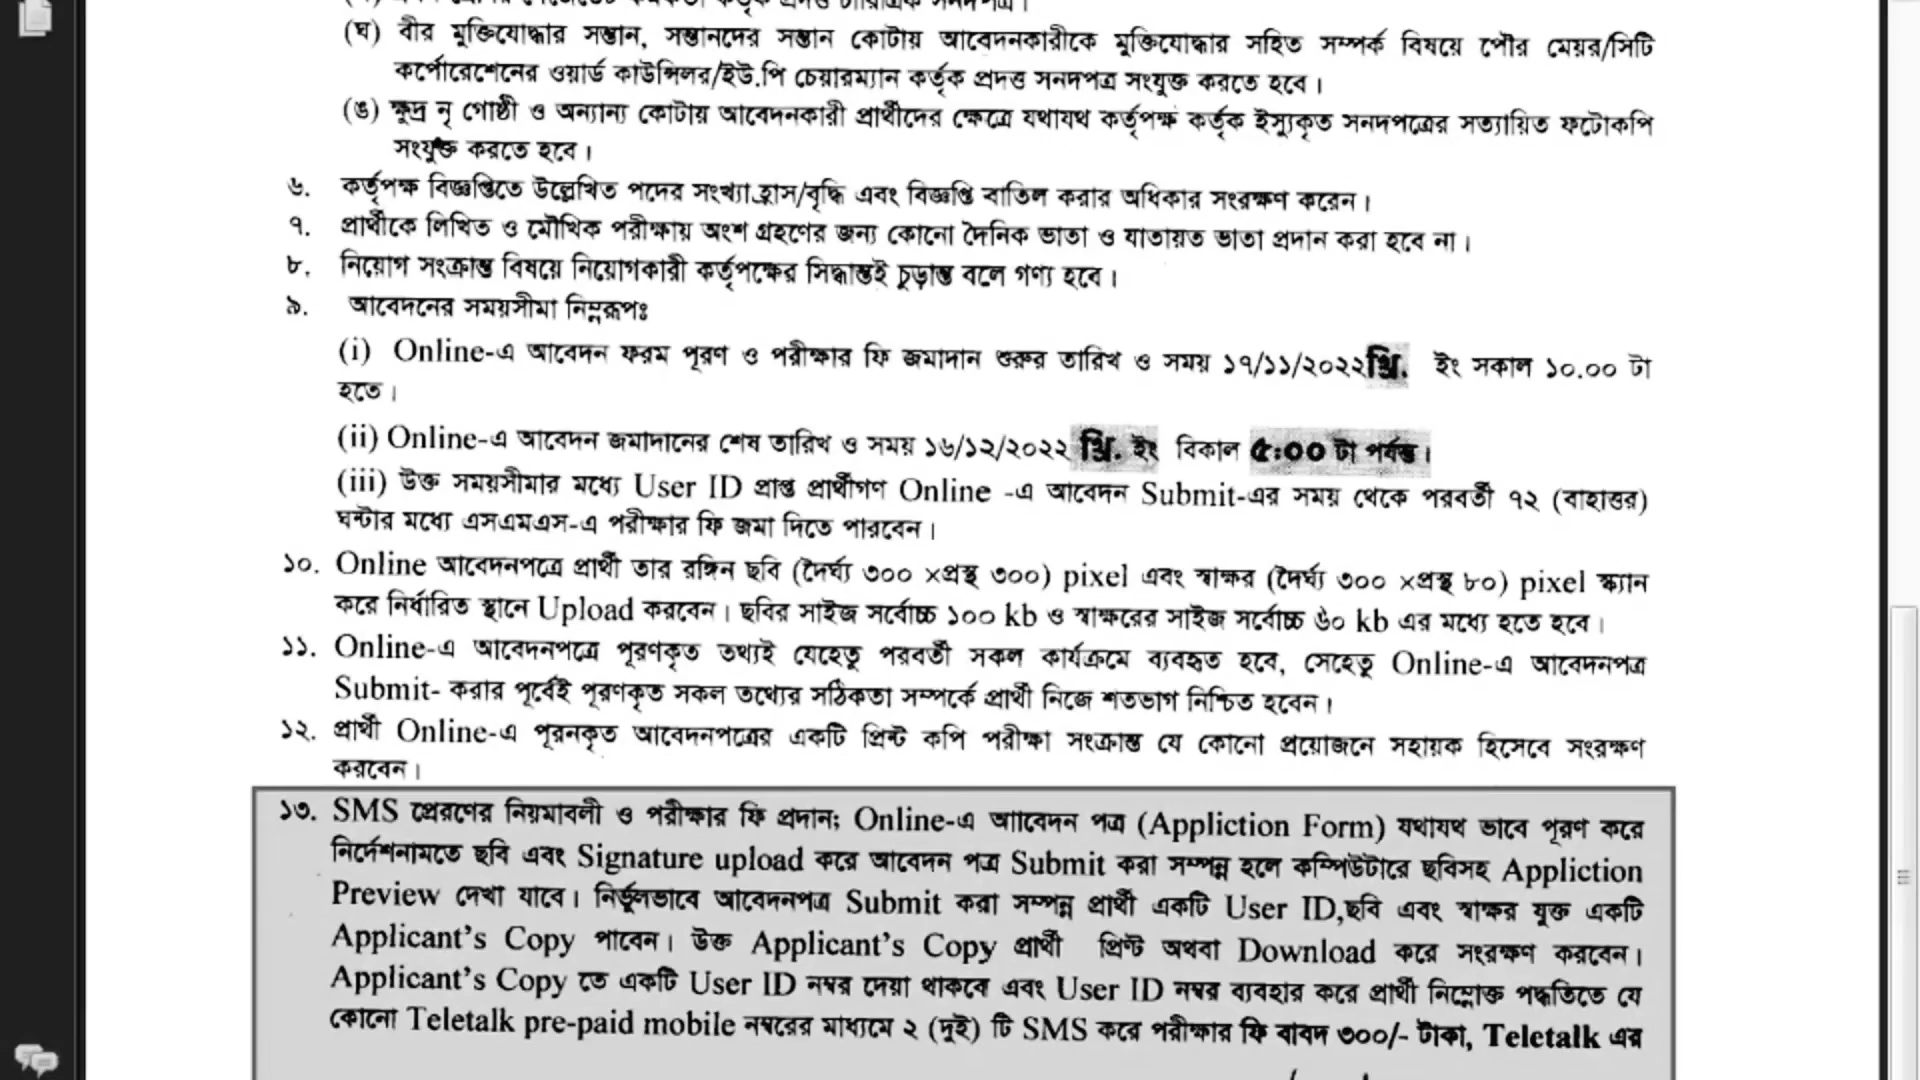 (ঘ) বীর মুক্তিযোদ্ধার সন্তান, সন্তানদের সন্তান কোটায় আবেদনকারীকে মুক্তিযোদ্ধার সহিত সম্পর্ক বিষয়ে পৌর মেয়র/সিটি
কর্পোরেশেনের ওয়ার্ড কাউন্সিলর/ইউ.পি চেয়ারম্যান কর্তৃক প্রদত্ত সনদপত্র সংযুক্ত করতে হবে।
(ঙ) ক্ষুদ্র নৃ গোষ্ঠী ও অন্যান্য কোটায় আবেদনকারী প্রার্থীদের ক্ষেত্রে যথাযথ কর্তৃপক্ষ কর্তৃক ইস্যুকৃত সনদপত্রের সত্যায়িত ফটোকপি
সংযুক্ত করতে হবে।
৬. কর্তৃপক্ষ বিজ্ঞপ্তিতে উল্লেখিত পদের সংখ্যা হ্রাস/বৃদ্ধি এবং বিজ্ঞপ্তি বাতিল করার অধিকার সংরক্ষণ করেন।
৭. প্রার্থীকে লিখিত ও মৌখিক পরীক্ষায় অংশ গ্রহণের জন্য কোনো দৈনিক ভাতা ও যাতায়ত ভাতা প্রদান করা হবে না।
৮. নিয়োগ সংক্রান্ত বিষয়ে নিয়োগকারী কর্তৃপক্ষের সিদ্ধান্তই চুড়ান্ত বলে গণ্য হবে।
৯. আবেদনের সময়সীমা নিম্নরূপঃ
(i) Online-এ আবেদন ফরম পূরণ ও পরীক্ষার ফি জমাদান শুরুর তারিখ ও সময় ১৭/১১/২০২২খ্রি. ইং সকাল ১০.০০ টা
হতে।
(ii) Online-এ আবেদন জমাদানের শেষ তারিখ ও সময় ১৬/১২/২০২২ খ্রি. ইং বিকাল ৫:০০ টা পর্যন্ত।
(iii) উক্ত সময়সীমার মধ্যে User ID প্রাপ্ত প্রার্থীগণ Online -এ আবেদন Submit-এর সময় থেকে পরবর্তী ৭২ (বাহাত্তর)
ঘন্টার মধ্যে এসএমএস-এ পরীক্ষার ফি জমা দিতে পারবেন।
১০. Online আবেদনপত্রে প্রার্থী তার রঙ্গিন ছবি (দৈর্ঘ্য ৩০০ ×প্রস্থ ৩০০) pixel এবং স্বাক্ষর (দৈর্ঘ্য ৩০০ ×প্রস্থ ৮০) pixel স্ক্যান
করে নির্ধারিত স্থানে Upload করবেন। ছবির সাইজ সর্বোচ্চ ১০০ kb ও স্বাক্ষরের সাইজ সর্বোচ্চ ৬০ kb এর মধ্যে হতে হবে।
১১. Online-এ আবেদনপত্রে পূরণকৃত তথ্যই যেহেতু পরবর্তী সকল কার্যক্রমে ব্যবহৃত হবে, সেহেতু Online-এ আবেদনপত্র
Submit- করার পূর্বেই পূরণকৃত সকল তথ্যের সঠিকতা সম্পর্কে প্রার্থী নিজে শতভাগ নিশ্চিত হবেন।
১২. প্রার্থী Online-এ পূরনকৃত আবেদনপত্রের একটি প্রিন্ট কপি পরীক্ষা সংক্রান্ত যে কোনো প্রয়োজনে সহায়ক হিসেবে সংরক্ষণ
করবেন।
১৩. SMS প্রেরণের নিয়মাবলী ও পরীক্ষার ফি প্রদান; Online-এ আাবেদন পত্র (Appliction Form) যথাযথ ভাবে পূরণ করে
নির্দেশনামতে ছবি এবং Signature upload করে আবেদন পত্র Submit করা সম্পন্ন হলে কম্পিউটারে ছবিসহ Appliction
Preview দেখা যাবে। নির্ভুলভাবে আবেদনপত্র Submit করা সম্পন্ন প্রার্থী একটি User ID,ছবি এবং স্বাক্ষর যুক্ত একটি
Applicant's Copy পাবেন। উক্ত Applicant's Copy প্রার্থী প্রিন্ট অথবা Download করে সংরক্ষণ করবেন।
Applicant's Copy তে একটি User ID নম্বর দেয়া থাকবে এবং User ID নম্বর ব্যবহার করে প্রার্থী নিম্নোক্ত পদ্ধতিতে যে
কোনো Teletalk pre-paid mobile নম্বরের মাধ্যমে ২ (দুই) টি SMS করে পরীক্ষার ফি বাবদ ৩০০/- টাকা, Teletalk এর